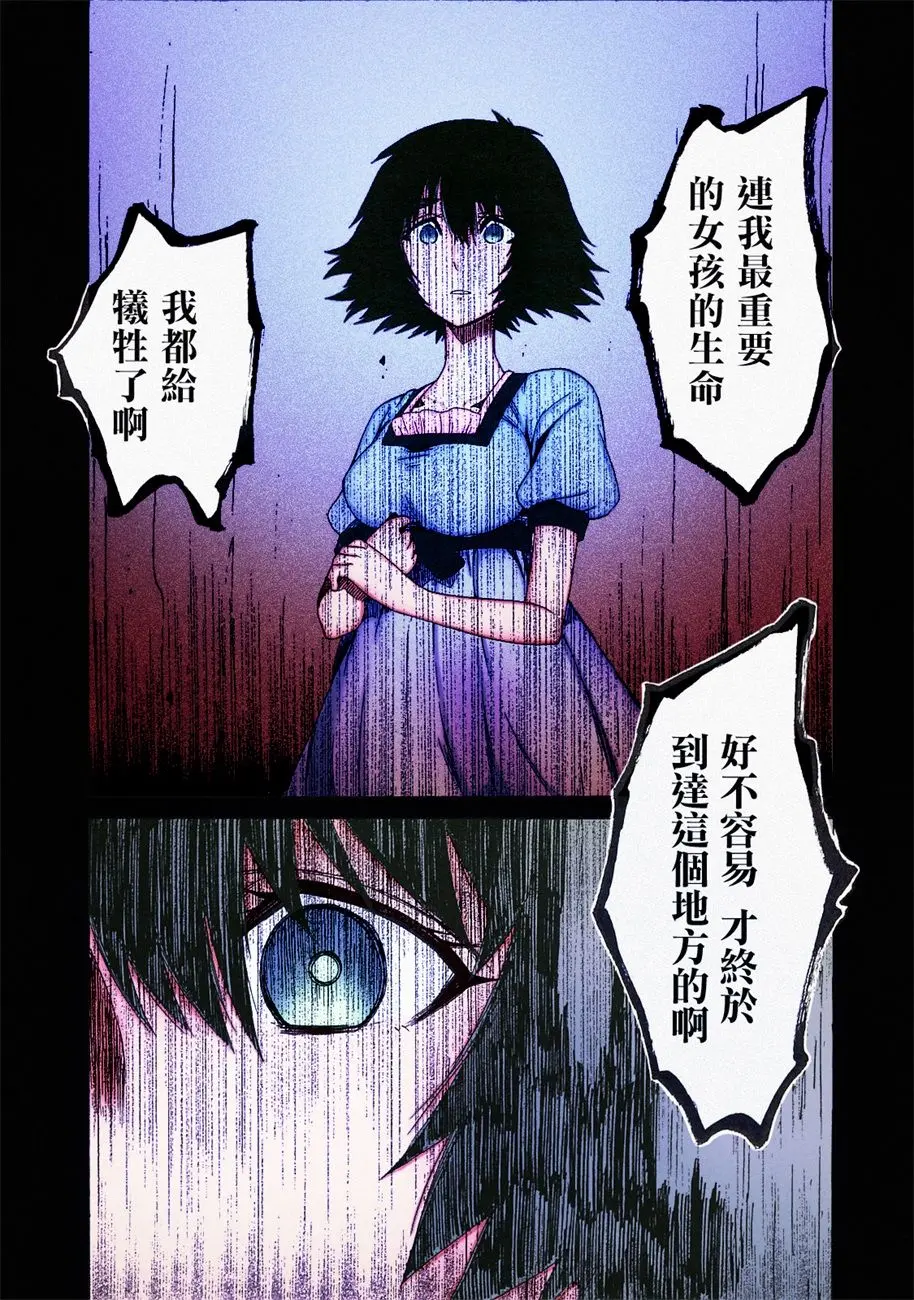 連我最重要
的女孩的生命
我都給
犧牲了啊
好不容易 才終於
到達這個地方的啊